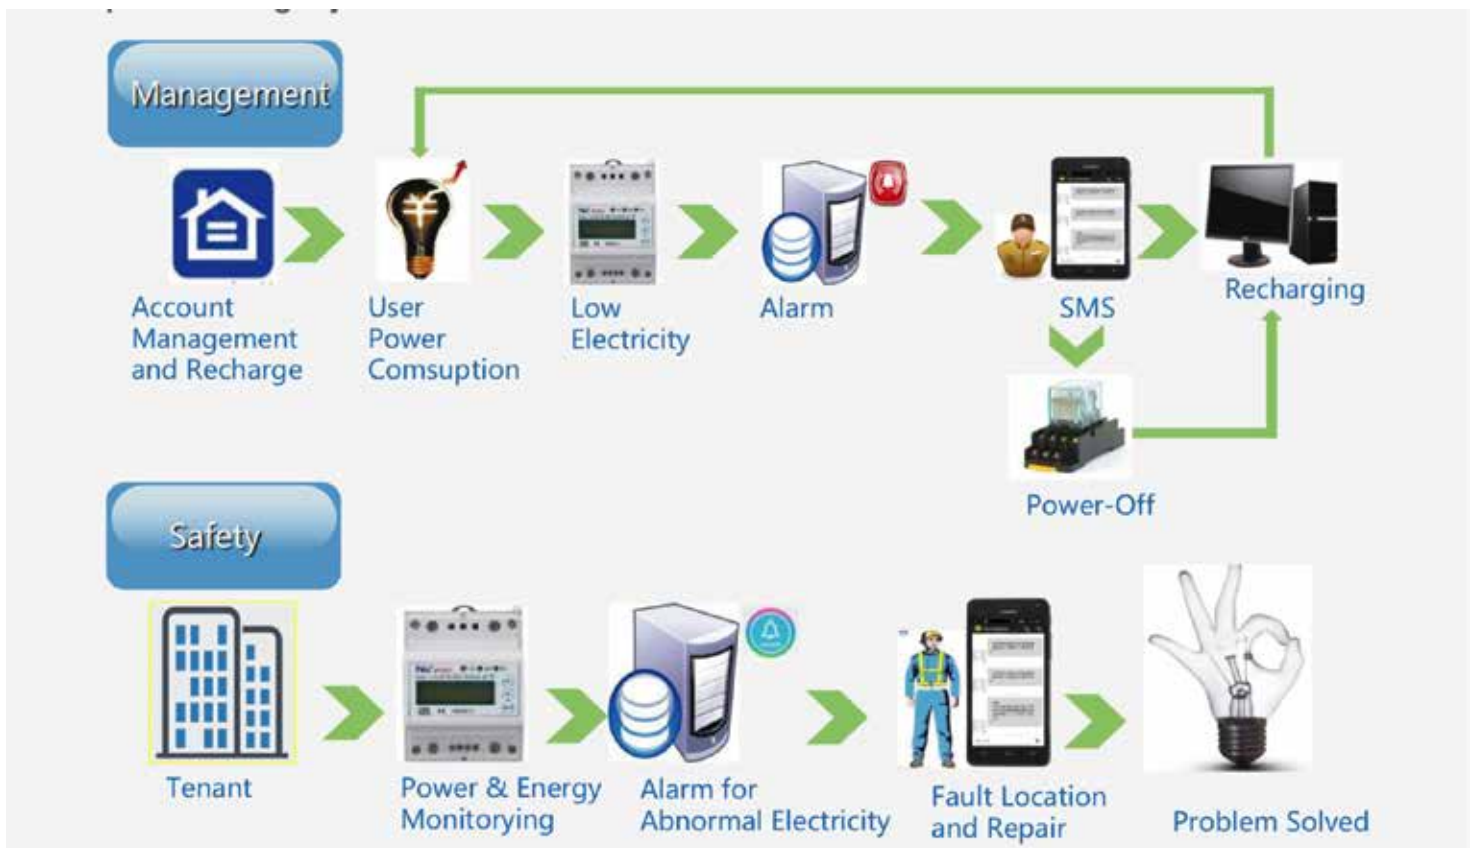 Management
Account
Management
and Recharge
User
Power
Comsuption
Low
Electricity
Alarm
SMS
Recharging
Power-Off
Safety
Tenant
Power & Energy
Monitorying
Alarm for
Abnormal Electricity
Fault Location
and Repair
Problem Solved